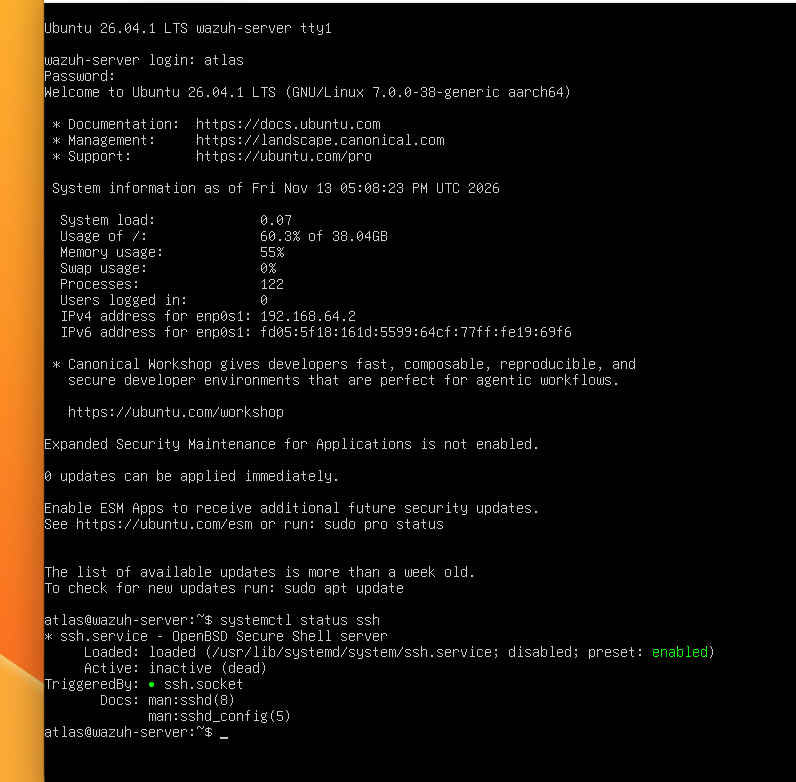 Ubuntu 26.04.1 LTS wazuh-server tty1
wazuh-server login: atlas
Password:
Welcome to Ubuntu 26.04.1 LTS (GNU/Linux 7.0.0-38-generic aarch64)
* Documentation:  https://docs.ubuntu.com
* Management:     https://landscape.canonical.com
* Support:        https://ubuntu.com/pro
System information as of Fri Nov 13 05:08:23 PM UTC 2026
System load:             0.07
Usage of /:              60.3% of 38.04GB
Memory usage:            55%
Swap usage:              0%
Processes:               122
Users logged in:         0
IPv4 address for enp0s1: 192.168.64.2
IPv6 address for enp0s1: fd05:5f18:161d:5599:64cf:77ff:fe19:69f6
* Canonical Workshop gives developers fast, composable, reproducible, and
secure developer environments that are perfect for agentic workflows.
https://ubuntu.com/workshop
Expanded Security Maintenance for Applications is not enabled.
0 updates can be applied immediately.
Enable ESM Apps to receive additional future security updates.
See https://ubuntu.com/esm or run: sudo pro status
The list of available updates is more than a week old.
To check for new updates run: sudo apt update
atlas@wazuh-server:~$ systemctl status ssh
* ssh.service - OpenBSD Secure Shell server
Loaded: loaded (/usr/lib/systemd/system/ssh.service; disabled; preset: enabled)
Active: inactive (dead)
TriggeredBy: ● ssh.socket
Docs: man:sshd(8)
man:sshd_config(5)
atlas@wazuh-server:~$ _